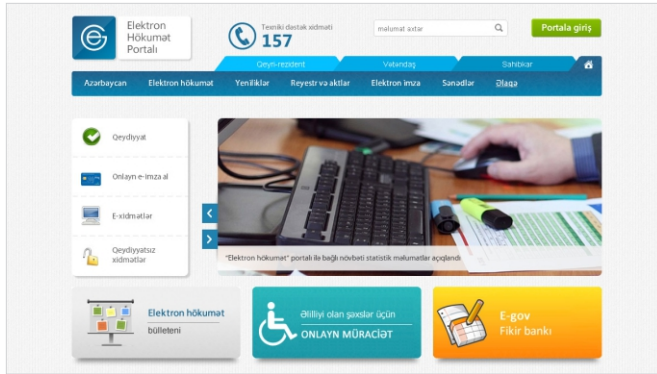 Elektron
Hökumət
Portalı
Texniki dəstək xidməti
157
məlumat axtar
Portala giriş
Qeyri-rezident
Vətəndaş
Sahibkar
Azərbaycan
Elektron hökumət
Yeniliklər
Reyestr və aktlar
Elektron imza
Sənədlər
Əlaqə
Qeydiyyat
Onlayn e-imza al
E-xidmətlər
Qeydiyyatsız
xidmətlər
"Elektron hökumət" portalı ilə bağlı növbəti statistik məlumatlar açıqlandı
Elektron hökumət
bülleteni
Əlilliyi olan şəxslər üçün
ONLAYN MÜRACİƏT
E-gov
Fikir bankı